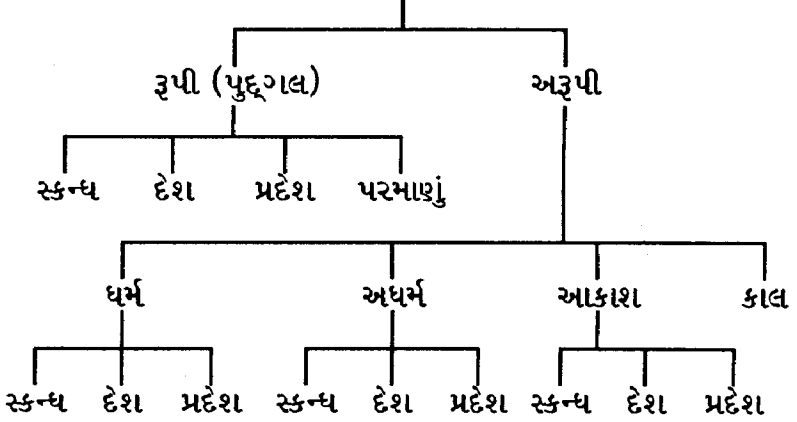 રૂપી (પુદ્ગલ) અરૂપી
સ્કન્ધ દેશ પ્રદેશ પરમાણું
ધર્મ અધર્મ આકાશ કાલ
સ્કન્ધ દેશ પ્રદેશ સ્કન્ધ દેશ પ્રદેશ સ્કન્ધ દેશ પ્રદેશ